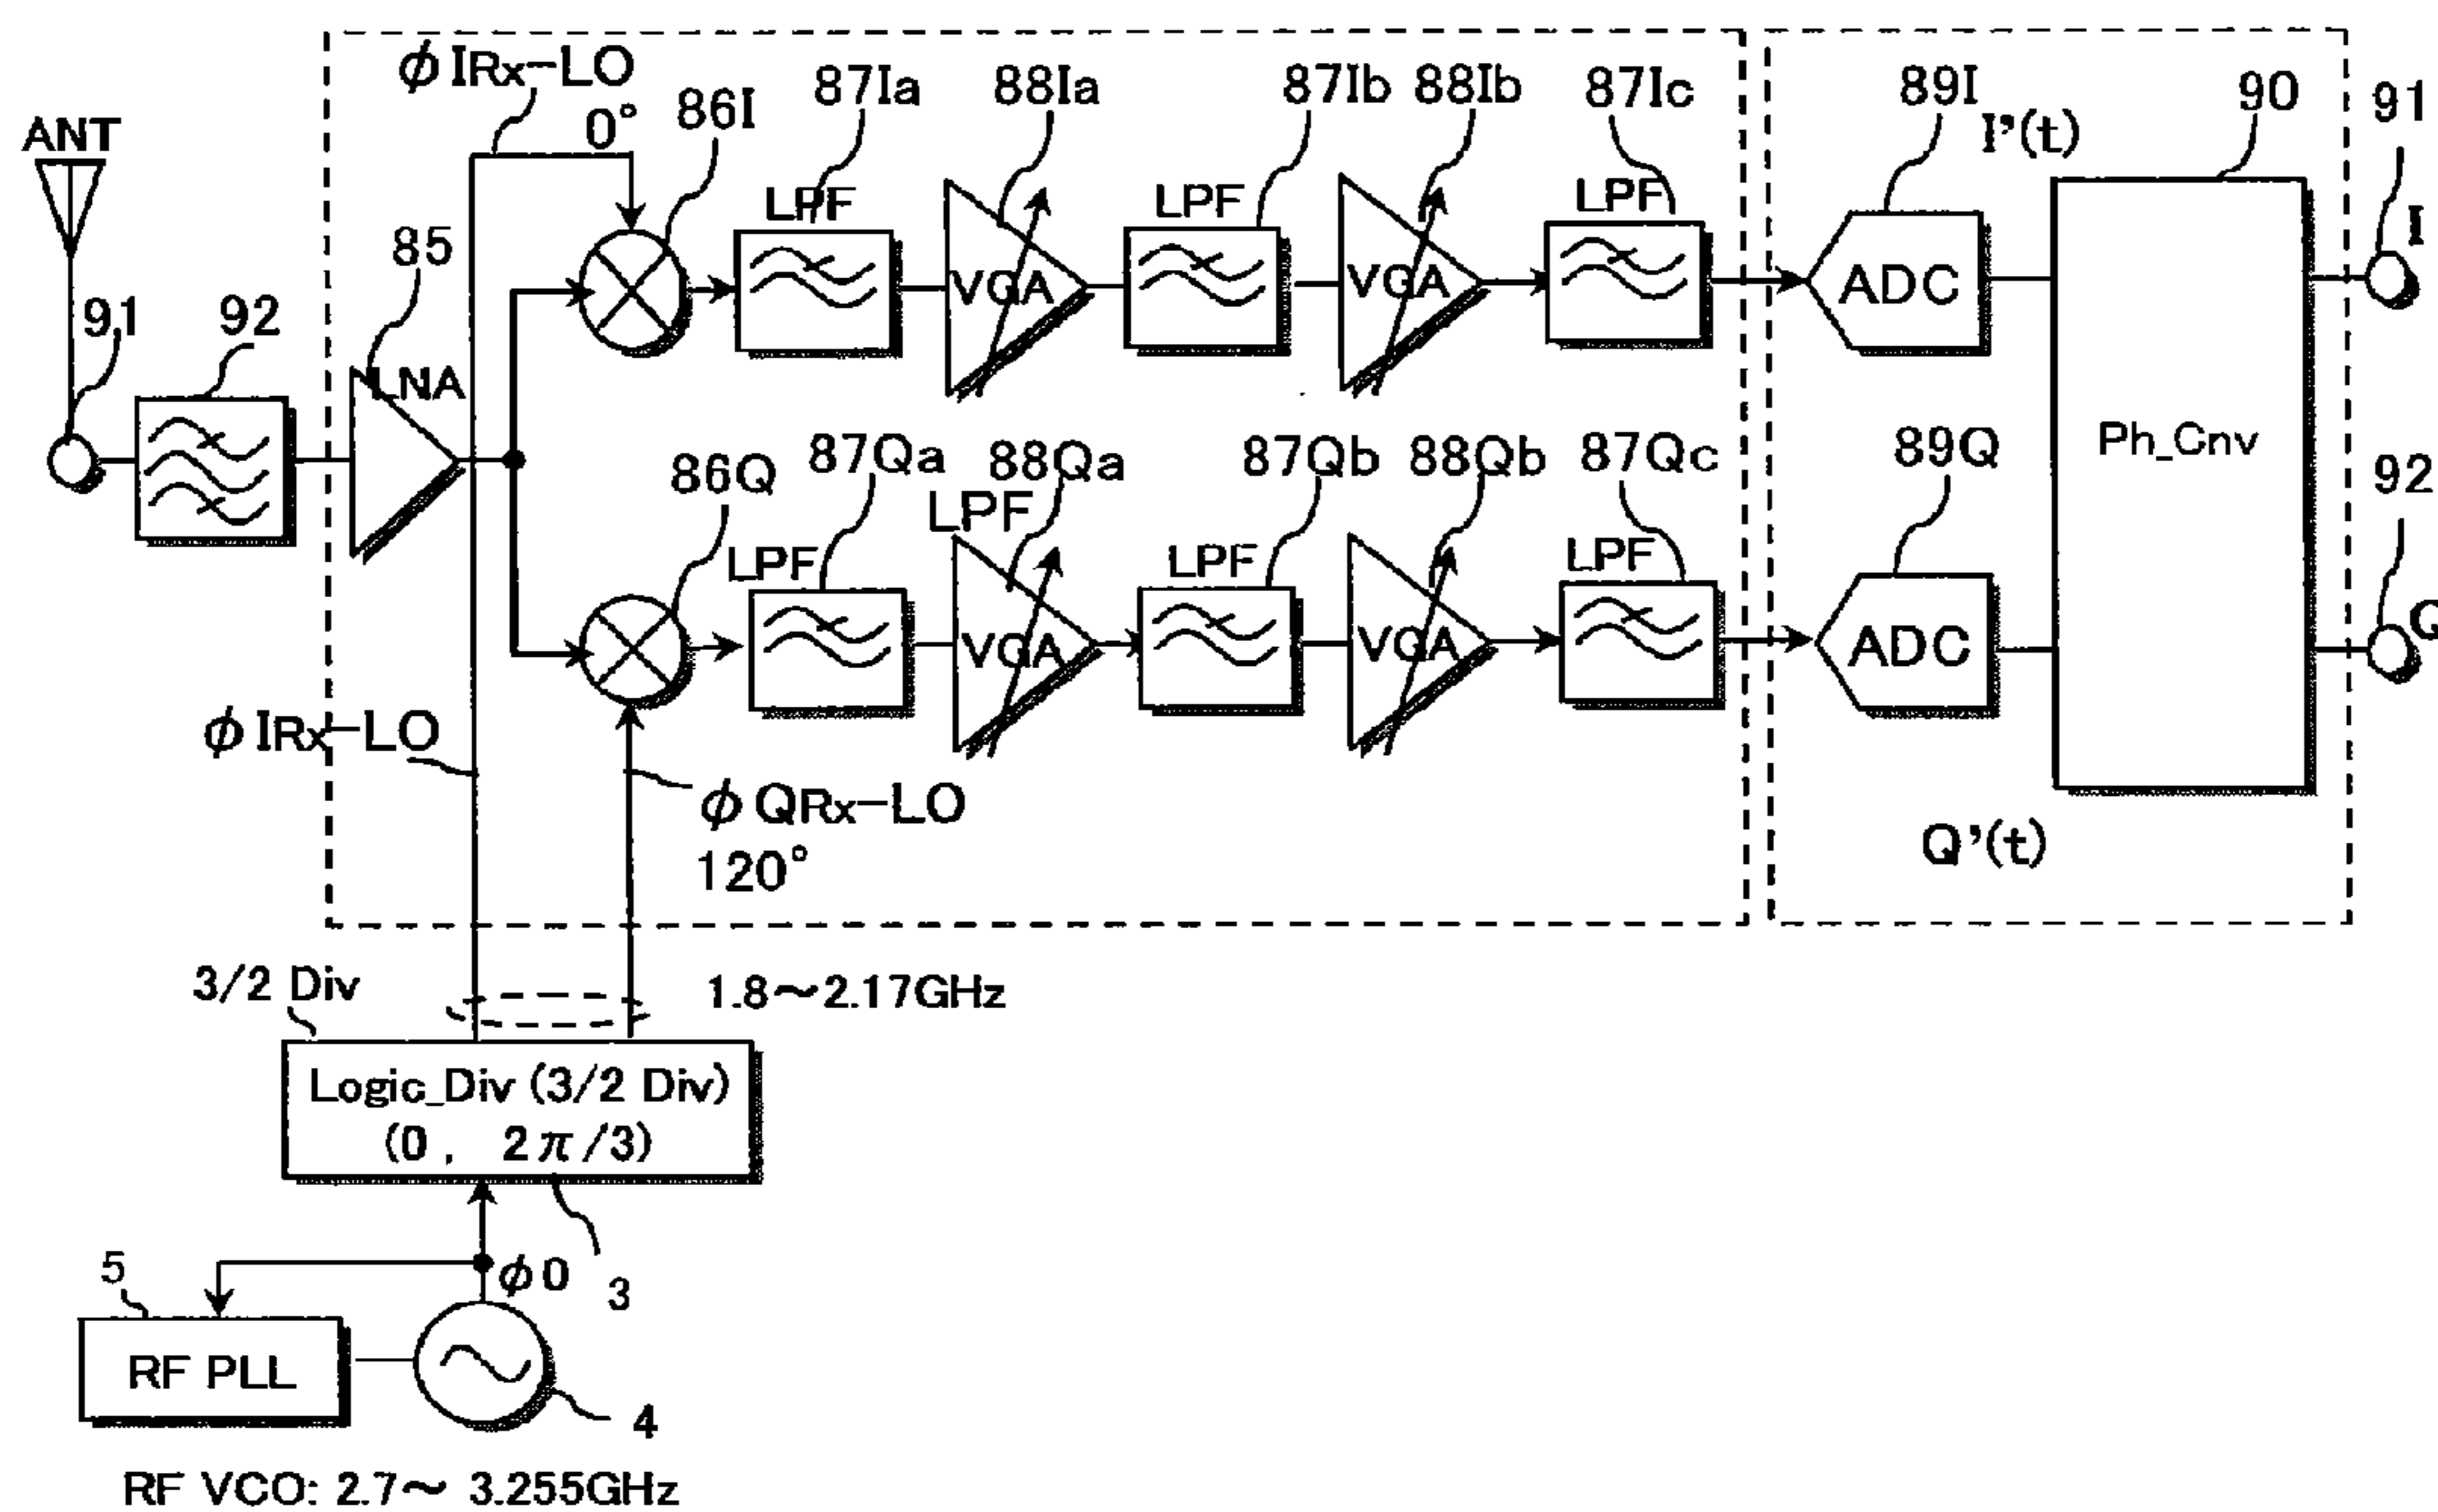 φIRx-LO
0°
86I
87Ia
88Ia
87Ib
88Ib
87Ic
89I
I'(t)
90
91
ANT
LPF
LPF
LPF
I
85
VGA
VGA
ADC
91
92
LNA
Ph_Cnv
86Q
87Qa
88Qa
87Qb
88Qb
87Qc
89Q
92
LPF
LPF
LPF
LPF
Q
VGA
VGA
ADC
φIRx-LO
φQRx-LO
120°
Q'(t)
3/2 Div
1.8~2.17GHz
Logic_Div (3/2 Div)
(0, 2π/3)
5
φ0
3
RF PLL
4
RF VCO: 2.7~ 3.255GHz